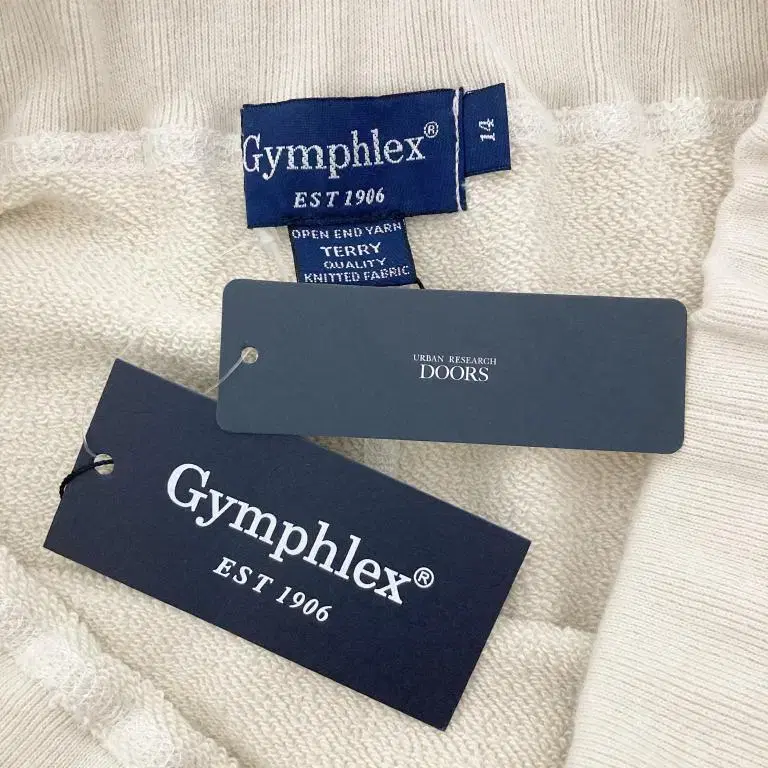 Gymphlex®
EST 1906
14
OPEN END YARN
TERRY
QUALITY
KNITTED FABRIC
URBAN RESEARCH
DOORS
Gymphlex®
EST 1906